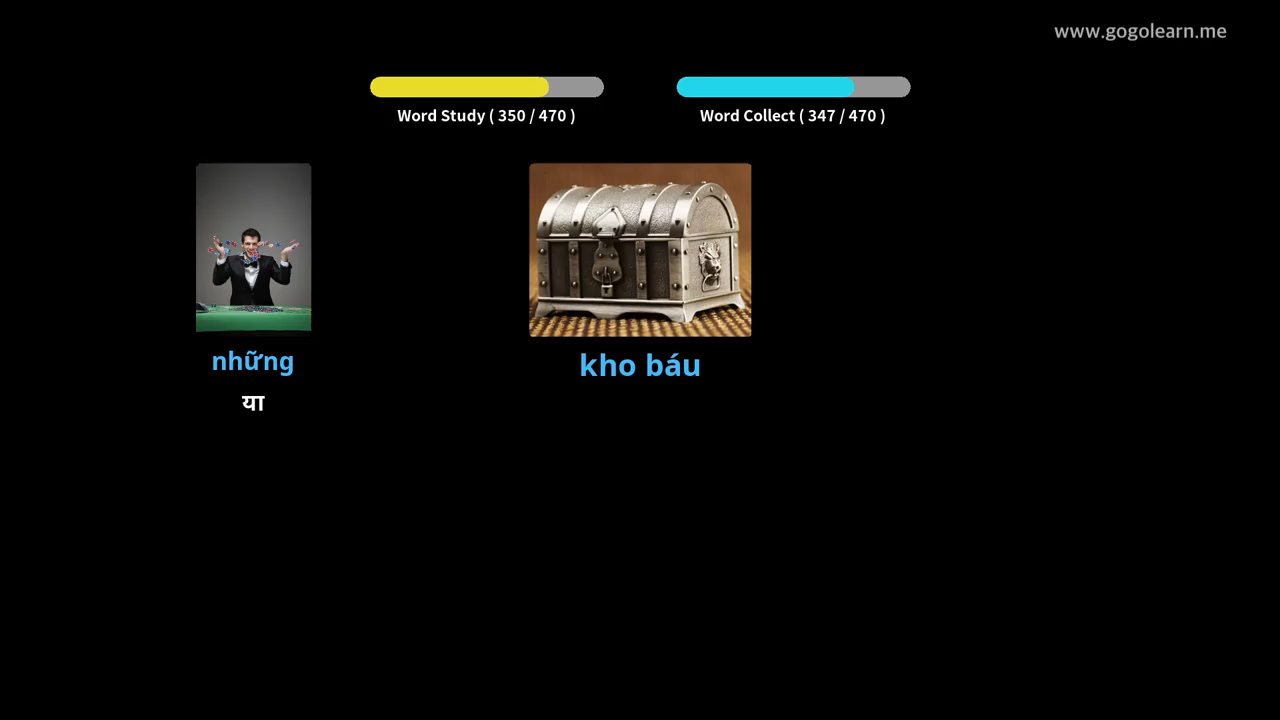 www.gogolearn.me
Word Study ( 350 / 470 )
Word Collect ( 347 / 470 )
những
या
kho báu